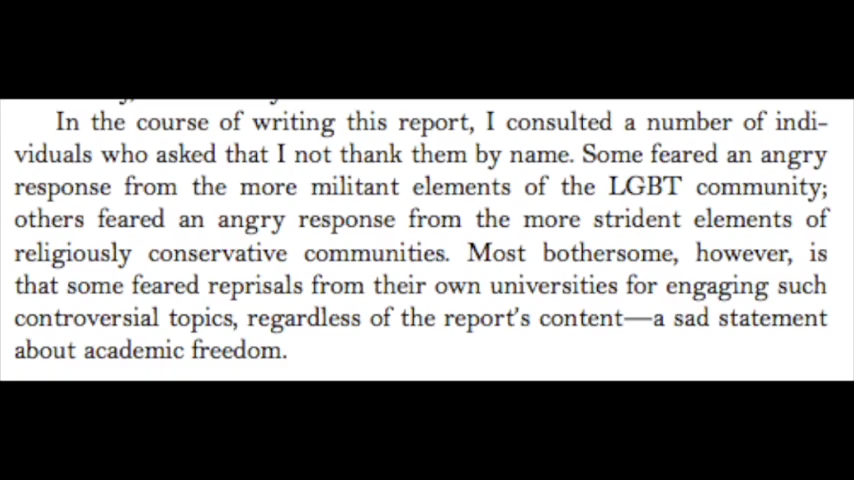 In the course of writing this report, I consulted a number of indi-
viduals who asked that I not thank them by name. Some feared an angry
response from the more militant elements of the LGBT community;
others feared an angry response from the more strident elements of
religiously conservative communities. Most bothersome, however, is
that some feared reprisals from their own universities for engaging such
controversial topics, regardless of the report's content—a sad statement
about academic freedom.